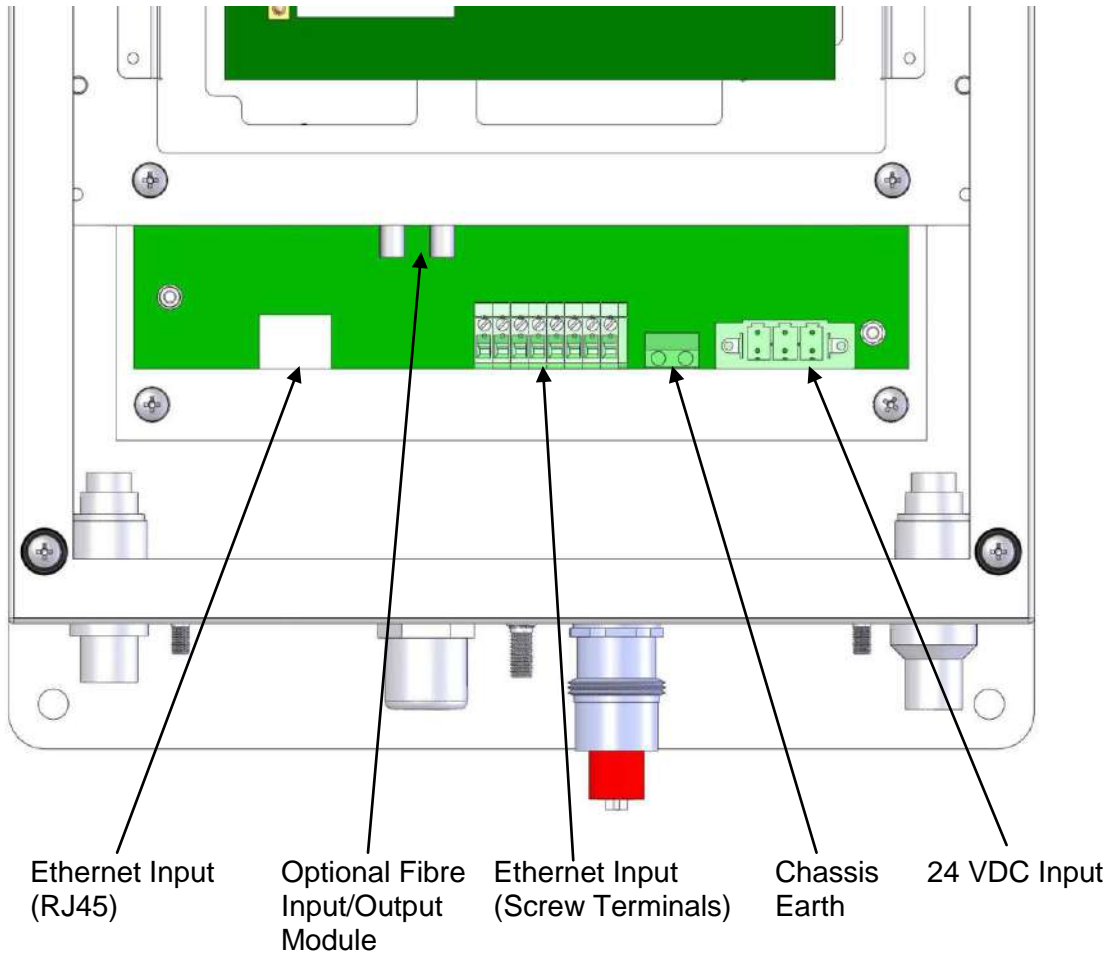 Ethernet Input
(RJ45)
Optional Fibre
Input/Output
Module
Ethernet Input
(Screw Terminals)
Chassis
Earth
24 VDC Input